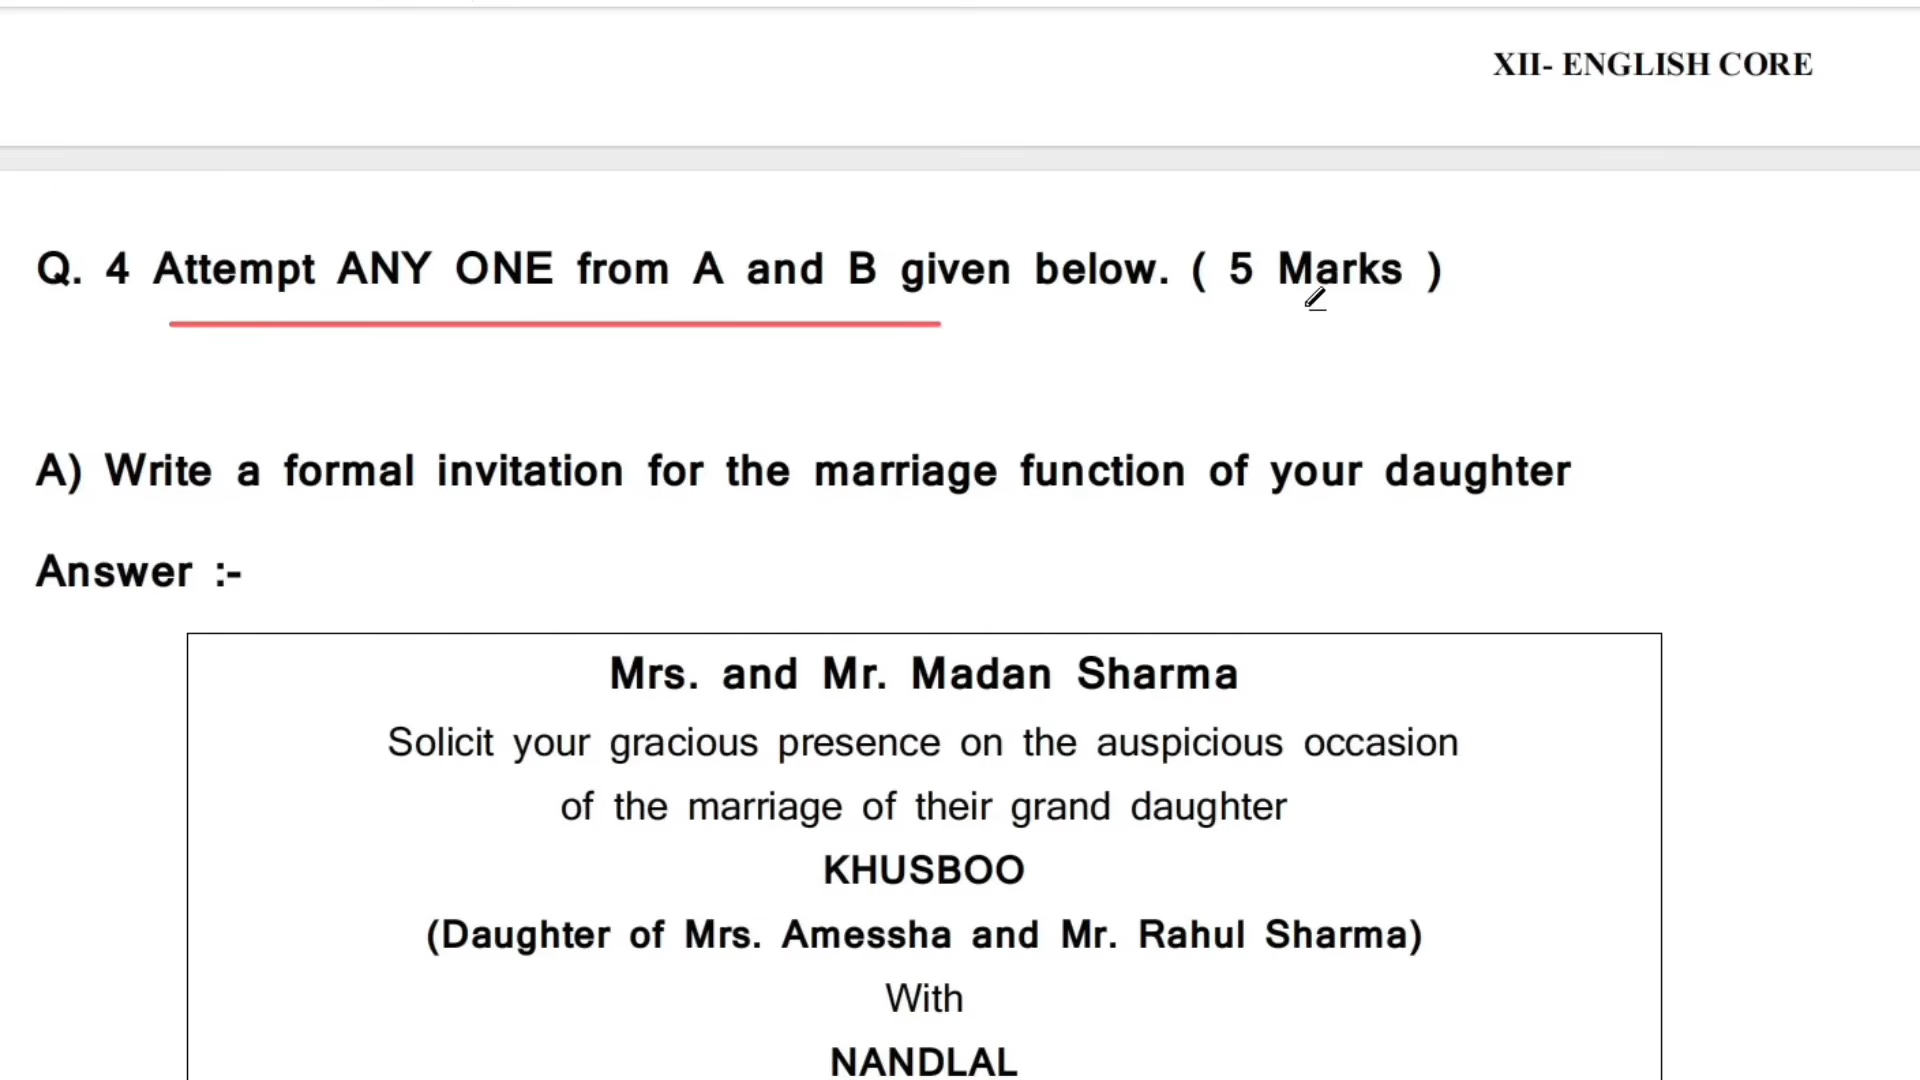 XII- ENGLISH CORE
Q. 4 Attempt ANY ONE from A and B given below. ( 5 Marks )
A) Write a formal invitation for the marriage function of your daughter
Answer :-
Mrs. and Mr. Madan Sharma
Solicit your gracious presence on the auspicious occasion
of the marriage of their grand daughter
KHUSBOO
(Daughter of Mrs. Amessha and Mr. Rahul Sharma)
With
NANDLAL